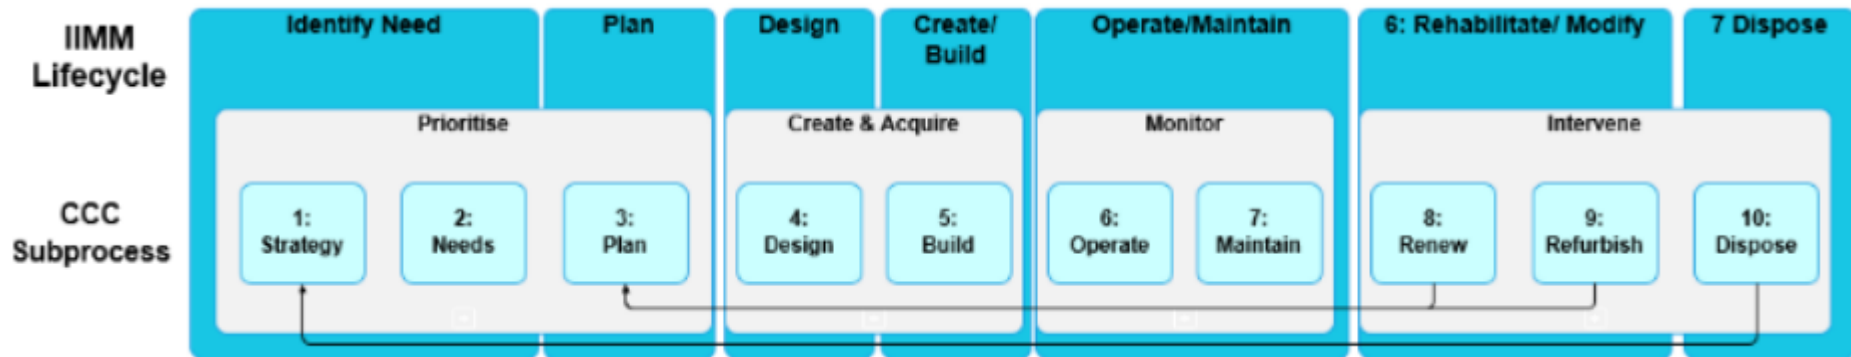 IIMM
Lifecycle
Identify Need
Plan
Design
Create/
Build
Operate/Maintain
6: Rehabilitate/ Modify
7 Dispose
Prioritise
Create & Acquire
Monitor
Intervene
CCC
Subprocess
1:
Strategy
2:
Needs
3:
Plan
4:
Design
5:
Build
6:
Operate
7:
Maintain
8:
Renew
9:
Refurbish
10:
Dispose